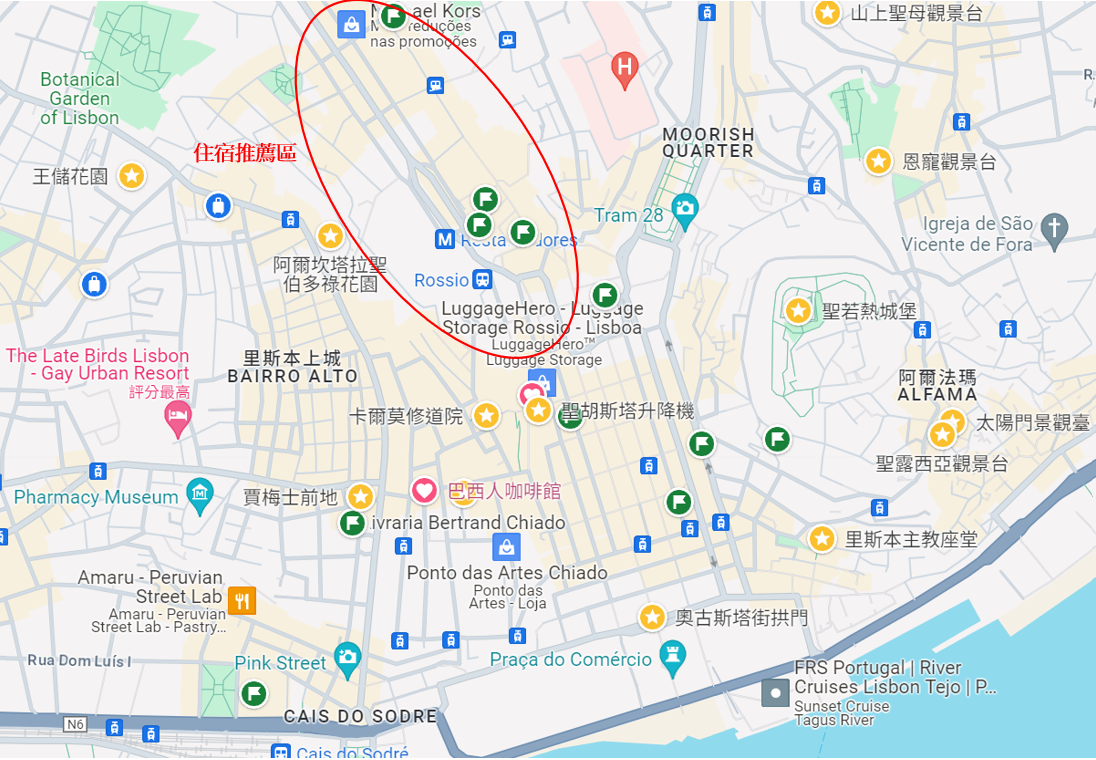 ael Kors
reduções
nas promoções
山上聖母觀景台
Botanical
Garden
of Lisbon
H
MOORISH
QUARTER
住宿推薦區
恩寵觀景台
王儲花園
Tram 28
Igreja de São
Vicente de Fora
M
阿爾坎塔拉聖
伯多祿花園
Rossio
LuggageHero - Luggage
Storage Rossio - Lisboa
LuggageHero™
Luggage Storage
聖若熱城堡
The Late Birds Lisbon
- Gay Urban Resort
評分最高
里斯本上城
BAIRRO ALTO
阿爾法瑪
ALFAMA
卡爾莫修道院
聖胡斯塔升降機
太陽門景觀臺
聖露西亞觀景台
Pharmacy Museum
賈梅士前地
巴西人咖啡館
ivraria Bertrand Chiado
里斯本主教座堂
Ponto das Artes Chiado
Ponto das
Artes - Loja
Amaru - Peruvian
Street Lab
Amaru - Peruvian
Street Lab - Pastry...
奧古斯塔街拱門
Rua Dom Luís I
Pink Street
Praça do Comércio
FRS Portugal | River
Cruises Lisbon Tejo | P...
Sunset Cruise
Tagus River
CAIS DO SODRE
N6
Cais do Sodré